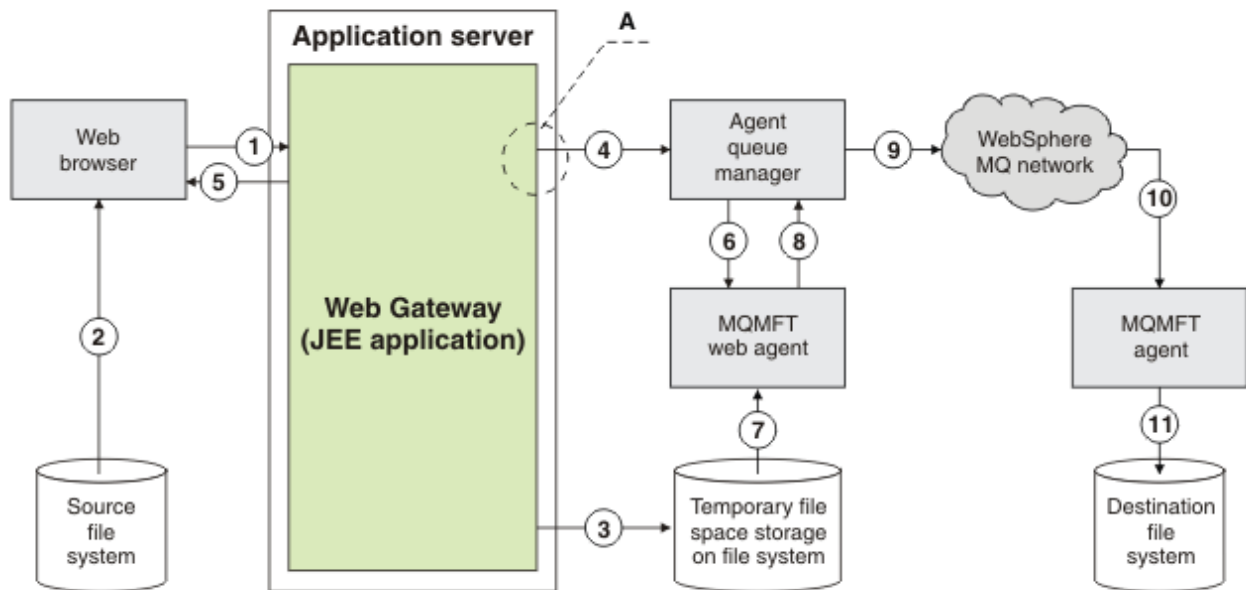 Application server
A
Web
browser
1
5
4
Agent
queue
manager
9
WebSphere
MQ network
10
6
8
Web Gateway
(JEE application)
2
MQMFT
web agent
MQMFT
agent
7
11
Source
file
system
3
Temporary file
space storage
on file system
Destination
file
system